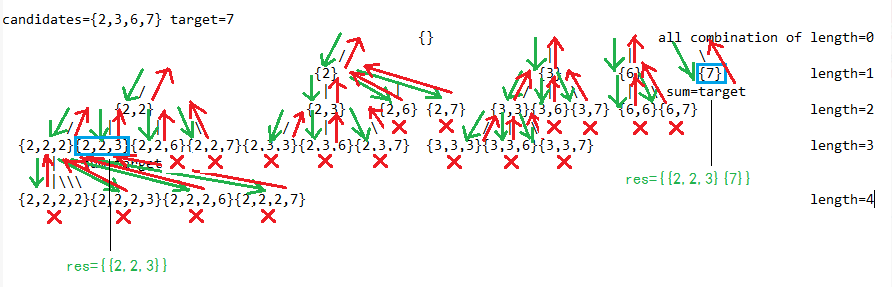 candidates={2,3,6,7} target=7
{} all combination of length=0
{2} {3} {6} {7} length=1
sum=target
{2,2} {2,3} {2,6} {2,7} {3,3}{3,6}{3,7} {6,6}{6,7} length=2
{2,2,2}{2,2,3}{2,2,6}{2,2,7}{2.3.3}{2.3.6}{2.3.7} {3,3,3}{3,3,6}{3,3,7} length=3
res={{2,2,3}{7}}
{2,2,2,2}{2,2,2,3}{2,2,2,6}{2,2,2,7} length=4
res={{2,2,3}}